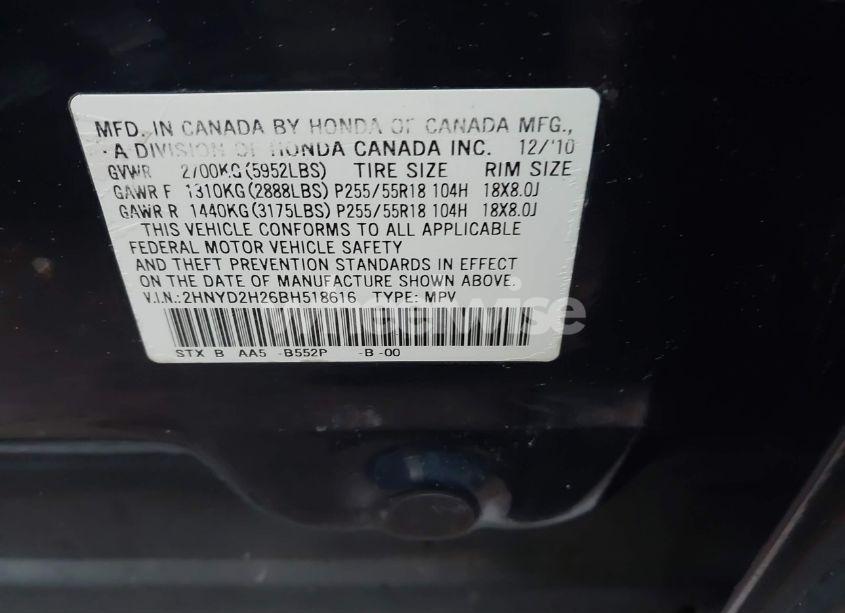 MFD. IN CANADA BY HONDA OF CANADA MFG.,
A DIVISION OF HONDA CANADA INC. 12/'10
GVWR 2700KG(5952LBS) TIRE SIZE RIM SIZE
GAWR F 1310KG(2888LBS) P255/55R18 104H 18X8.0J
GAWR R 1440KG(3175LBS) P255/55R18 104H 18X8.0J
THIS VEHICLE CONFORMS TO ALL APPLICABLE
FEDERAL MOTOR VEHICLE SAFETY
AND THEFT PREVENTION STANDARDS IN EFFECT
ON THE DATE OF MANUFACTURE SHOWN ABOVE.
V.I.N.:2HNYD2H26BH518616 TYPE: MPV
STX B AA5 -B552P -B -00